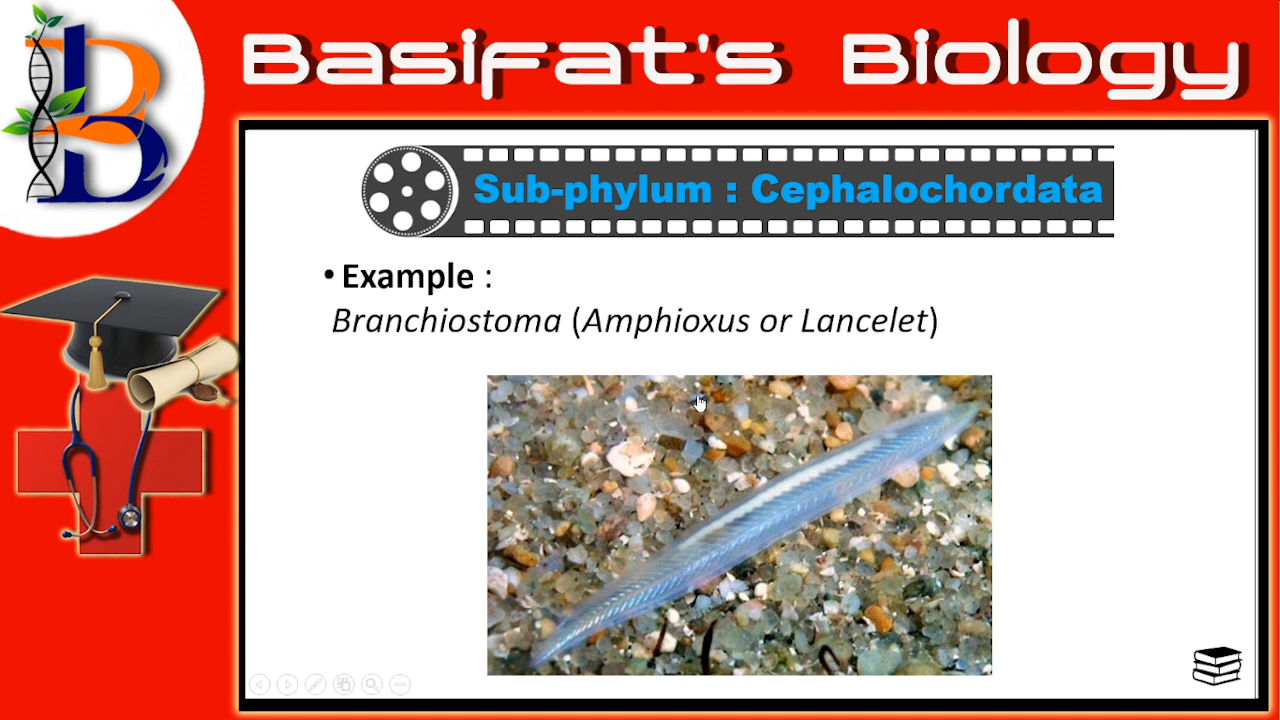 Basifat's Biology
Sub-phylum : Cephalochordata
• Example :
Branchiostoma (Amphioxus or Lancelet)